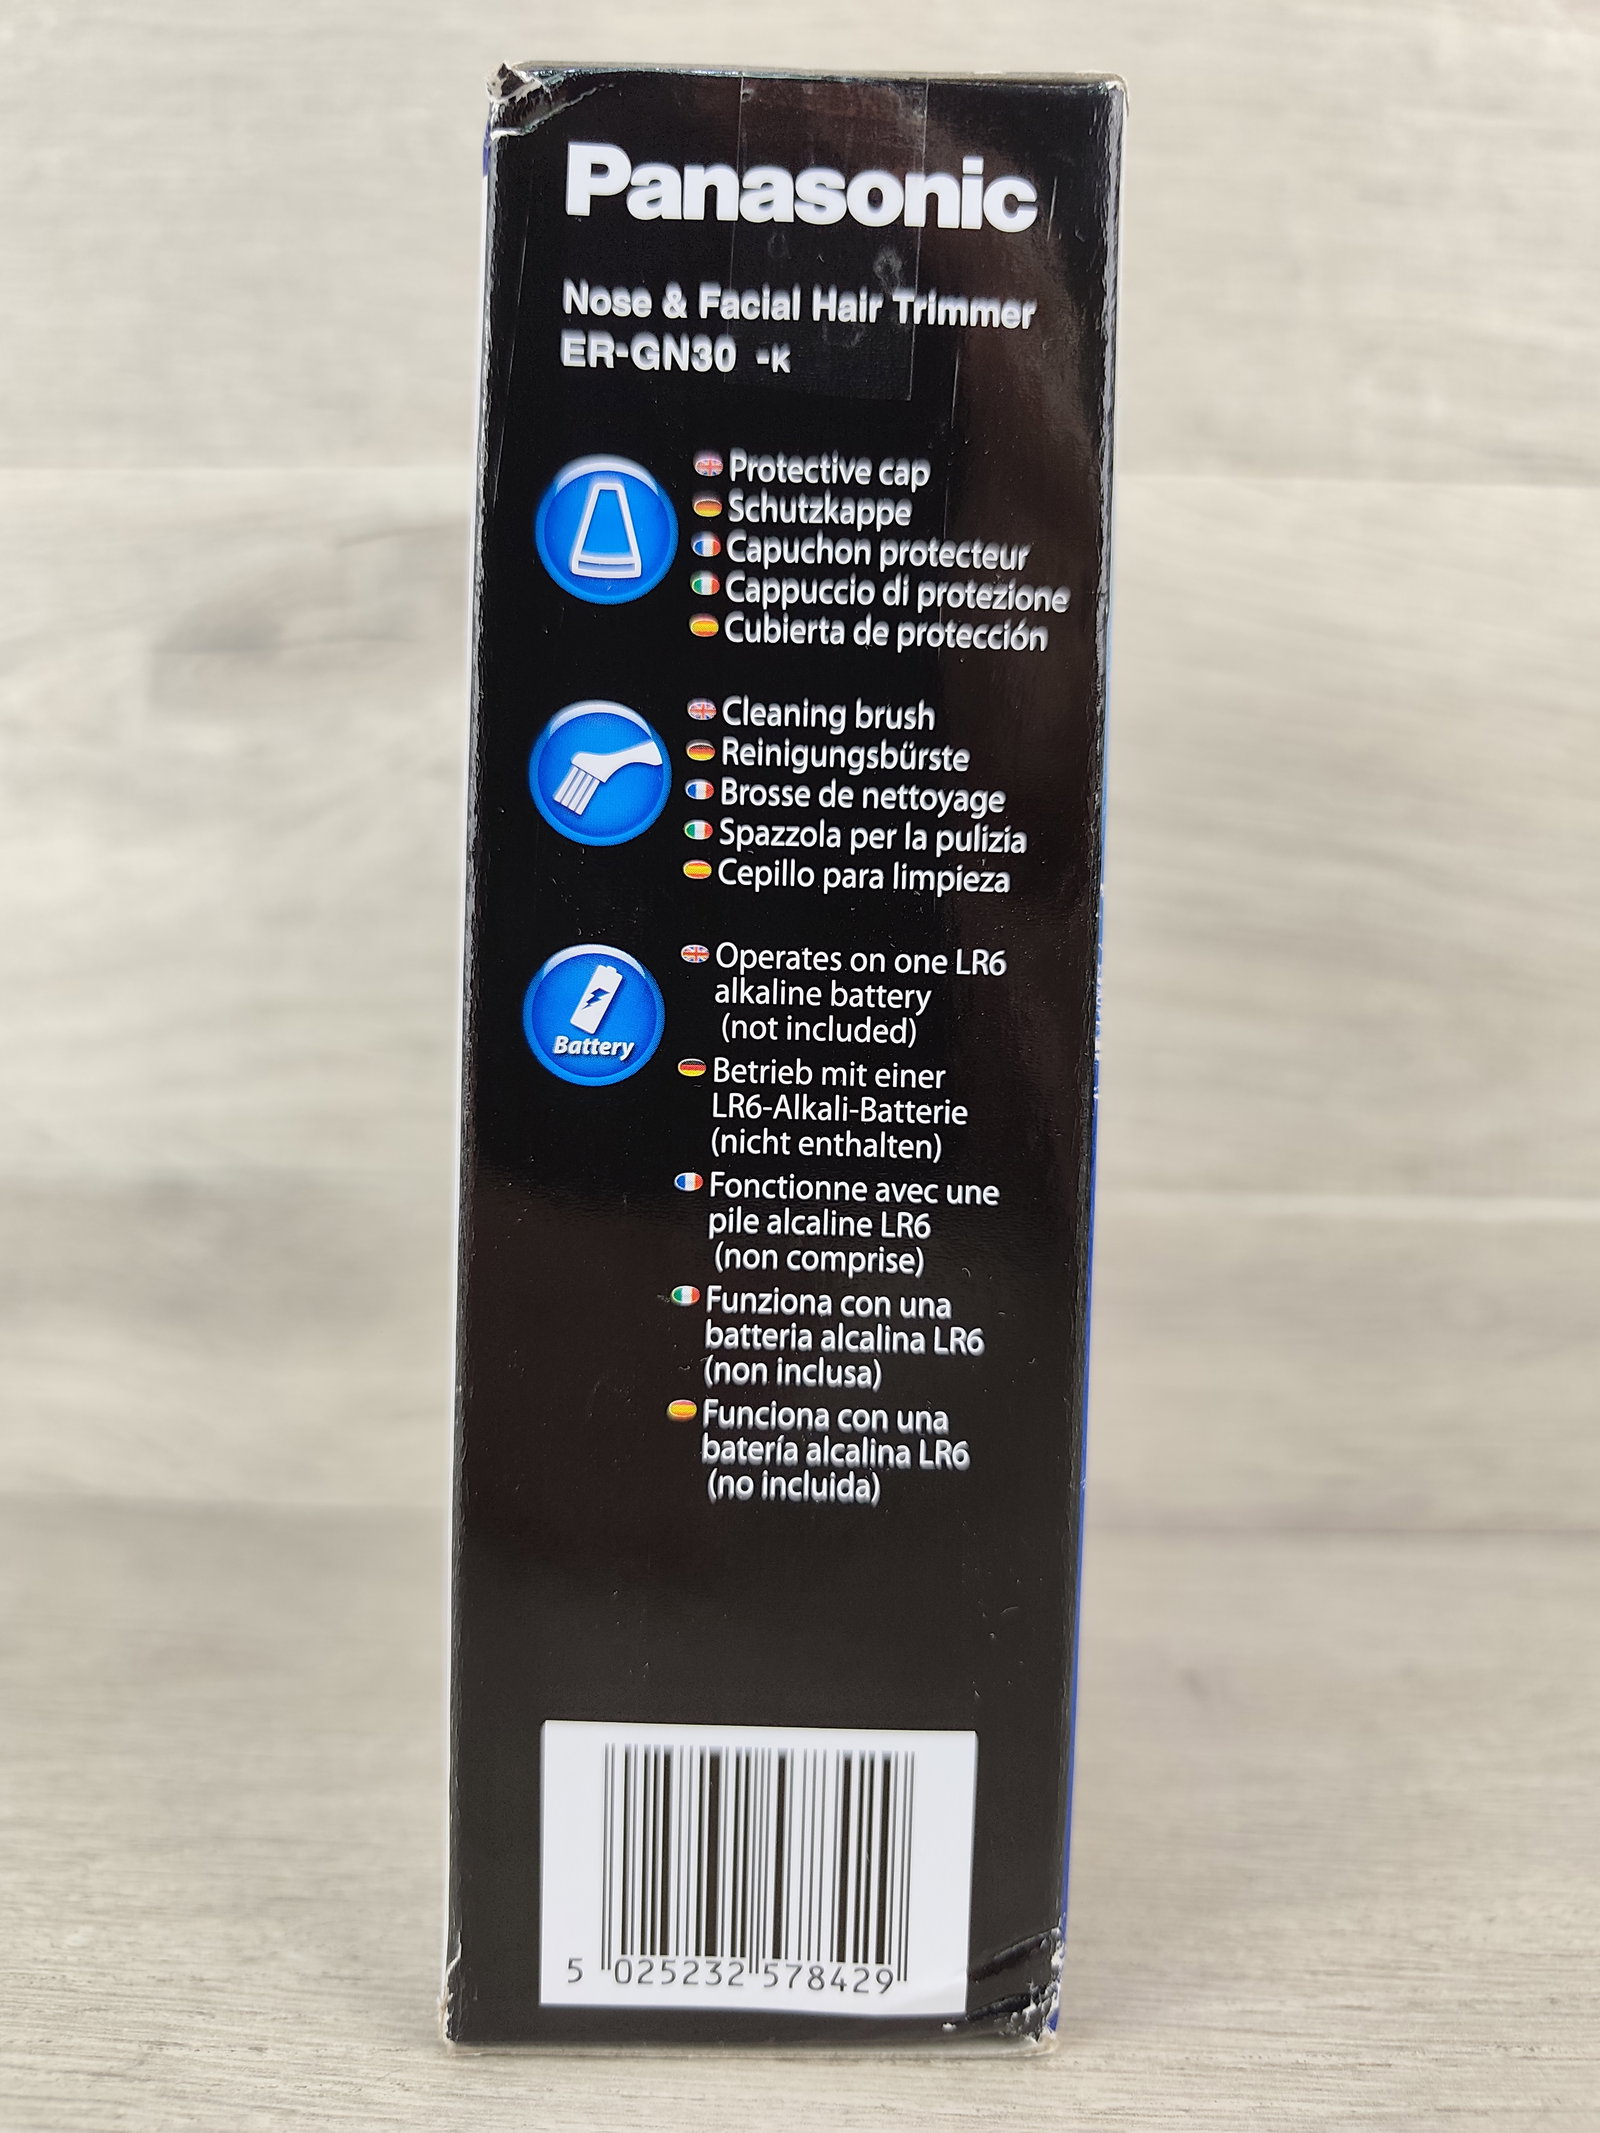 Panasonic
Nose & Facial Hair Trimmer
ER-GN30 -K
Protective cap
Schutzkappe
Capuchon protecteur
Cappuccio di protezione
Cubierta de protección
Cleaning brush
Reinigungsbürste
Brosse de nettoyage
Spazzola per la pulizia
Cepillo para limpieza
Battery
Operates on one LR6
alkaline battery
(not included)
Betrieb mit einer
LR6-Alkali-Batterie
(nicht enthalten)
Fonctionne avec une
pile alcaline LR6
(non comprise)
Funziona con una
batteria alcalina LR6
(non inclusa)
Funciona con una
batería alcalina LR6
(no incluida)
5 025232 578429